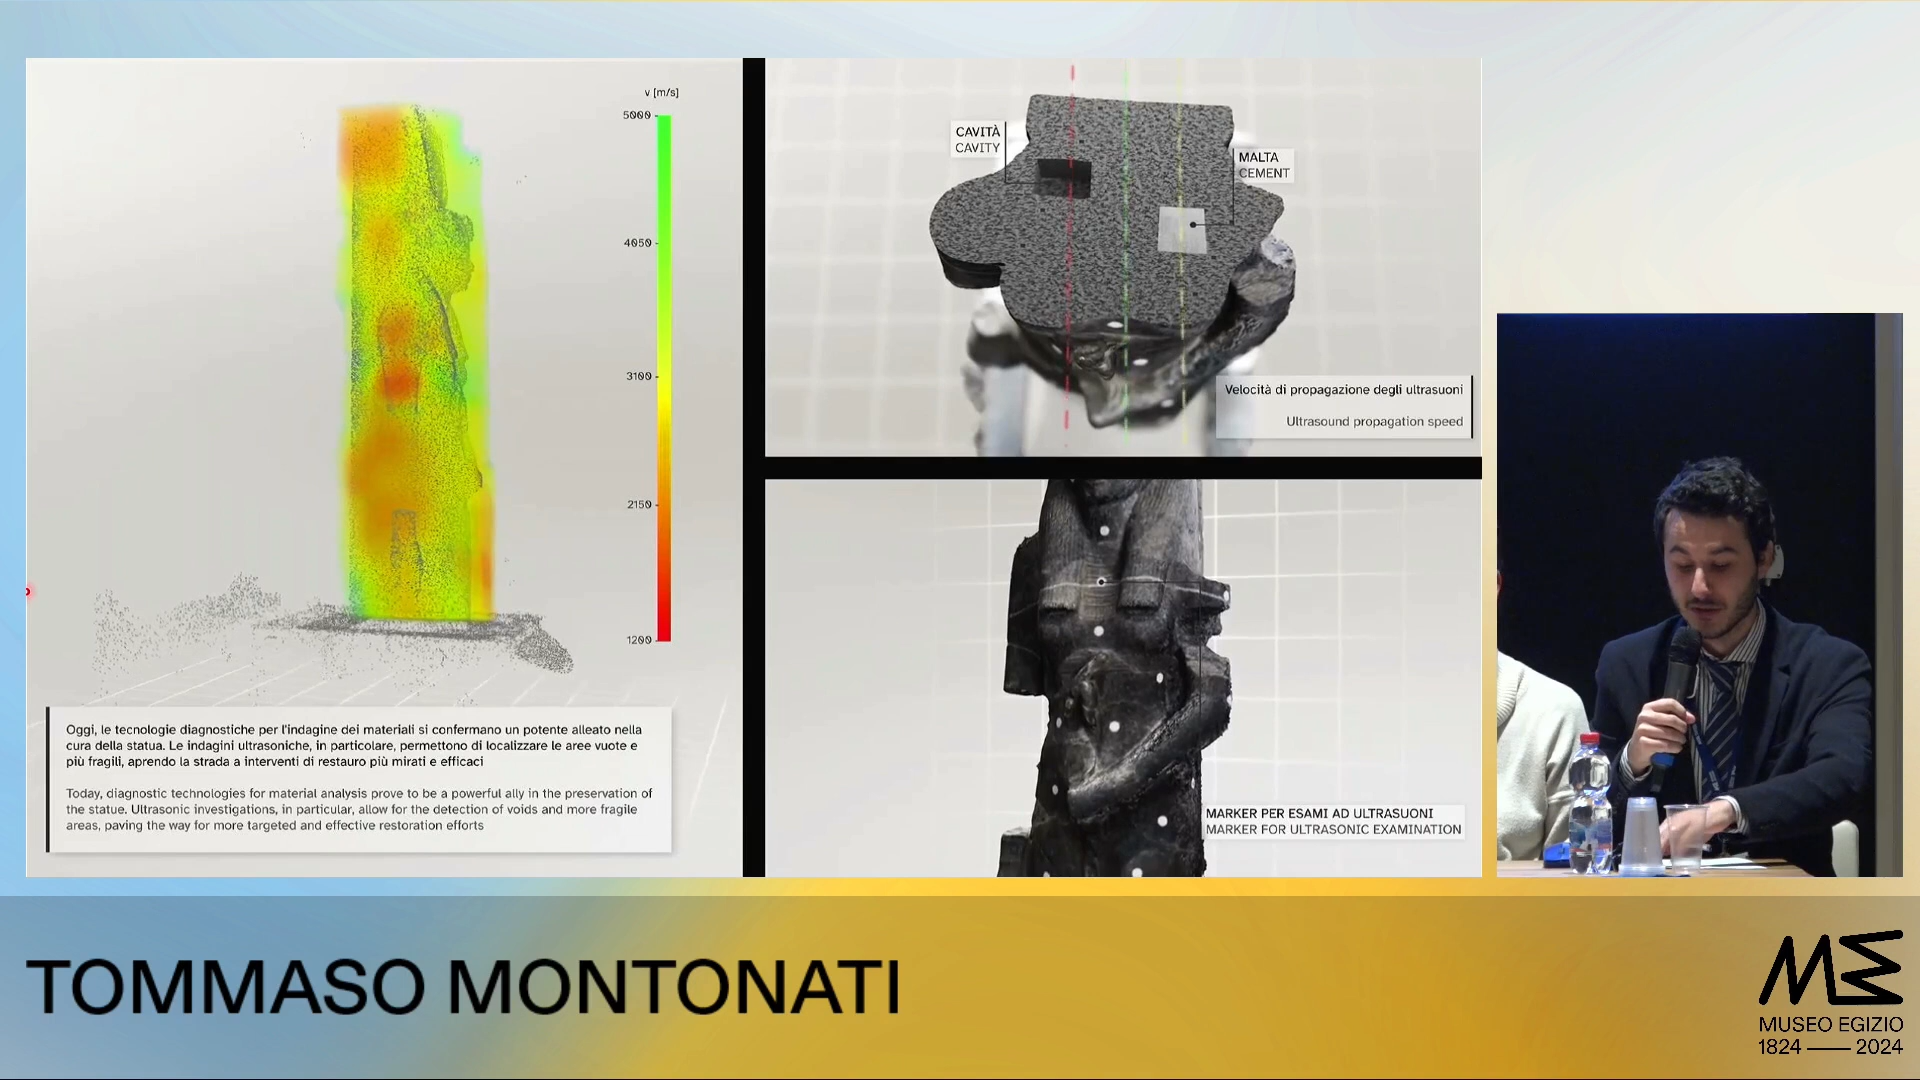 v [m/s]
5000
4050
3100
2150
1200
Oggi, le tecnologie diagnostiche per l'indagine dei materiali si confermano un potente alleato nella
cura della statua. Le indagini ultrasoniche, in particolare, permettono di localizzare le aree vuote e
più fragili, aprendo la strada a interventi di restauro più mirati e efficaci
Today, diagnostic technologies for material analysis prove to be a powerful ally in the preservation of
the statue. Ultrasonic investigations, in particular, allow for the detection of voids and more fragile
areas, paving the way for more targeted and effective restoration efforts
CAVITÀ
CAVITY
MALTA
CEMENT
Velocità di propagazione degli ultrasuoni
Ultrasound propagation speed
MARKER PER ESAMI AD ULTRASUONI
MARKER FOR ULTRASONIC EXAMINATION
TOMMASO MONTONATI
ME
MUSEO EGIZIO
1824 — 2024